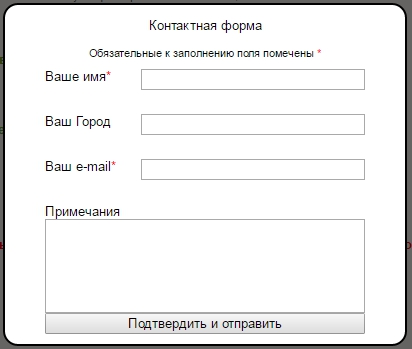 Контактная форма
Обязательные к заполнению поля помечены *
Ваше имя*
Ваш Город
Ваш e-mail*
Примечания
Подтвердить и отправить